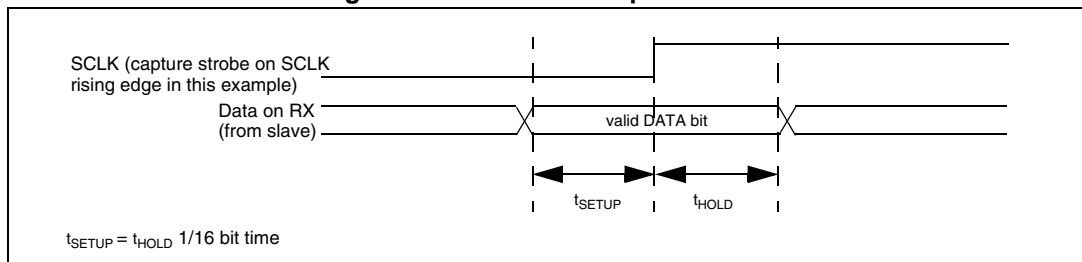 SCLK (capture strobe on SCLK
rising edge in this example)
Data on RX
(from slave)
valid DATA bit
tSETUP
tHOLD
tSETUP = tHOLD 1/16 bit time